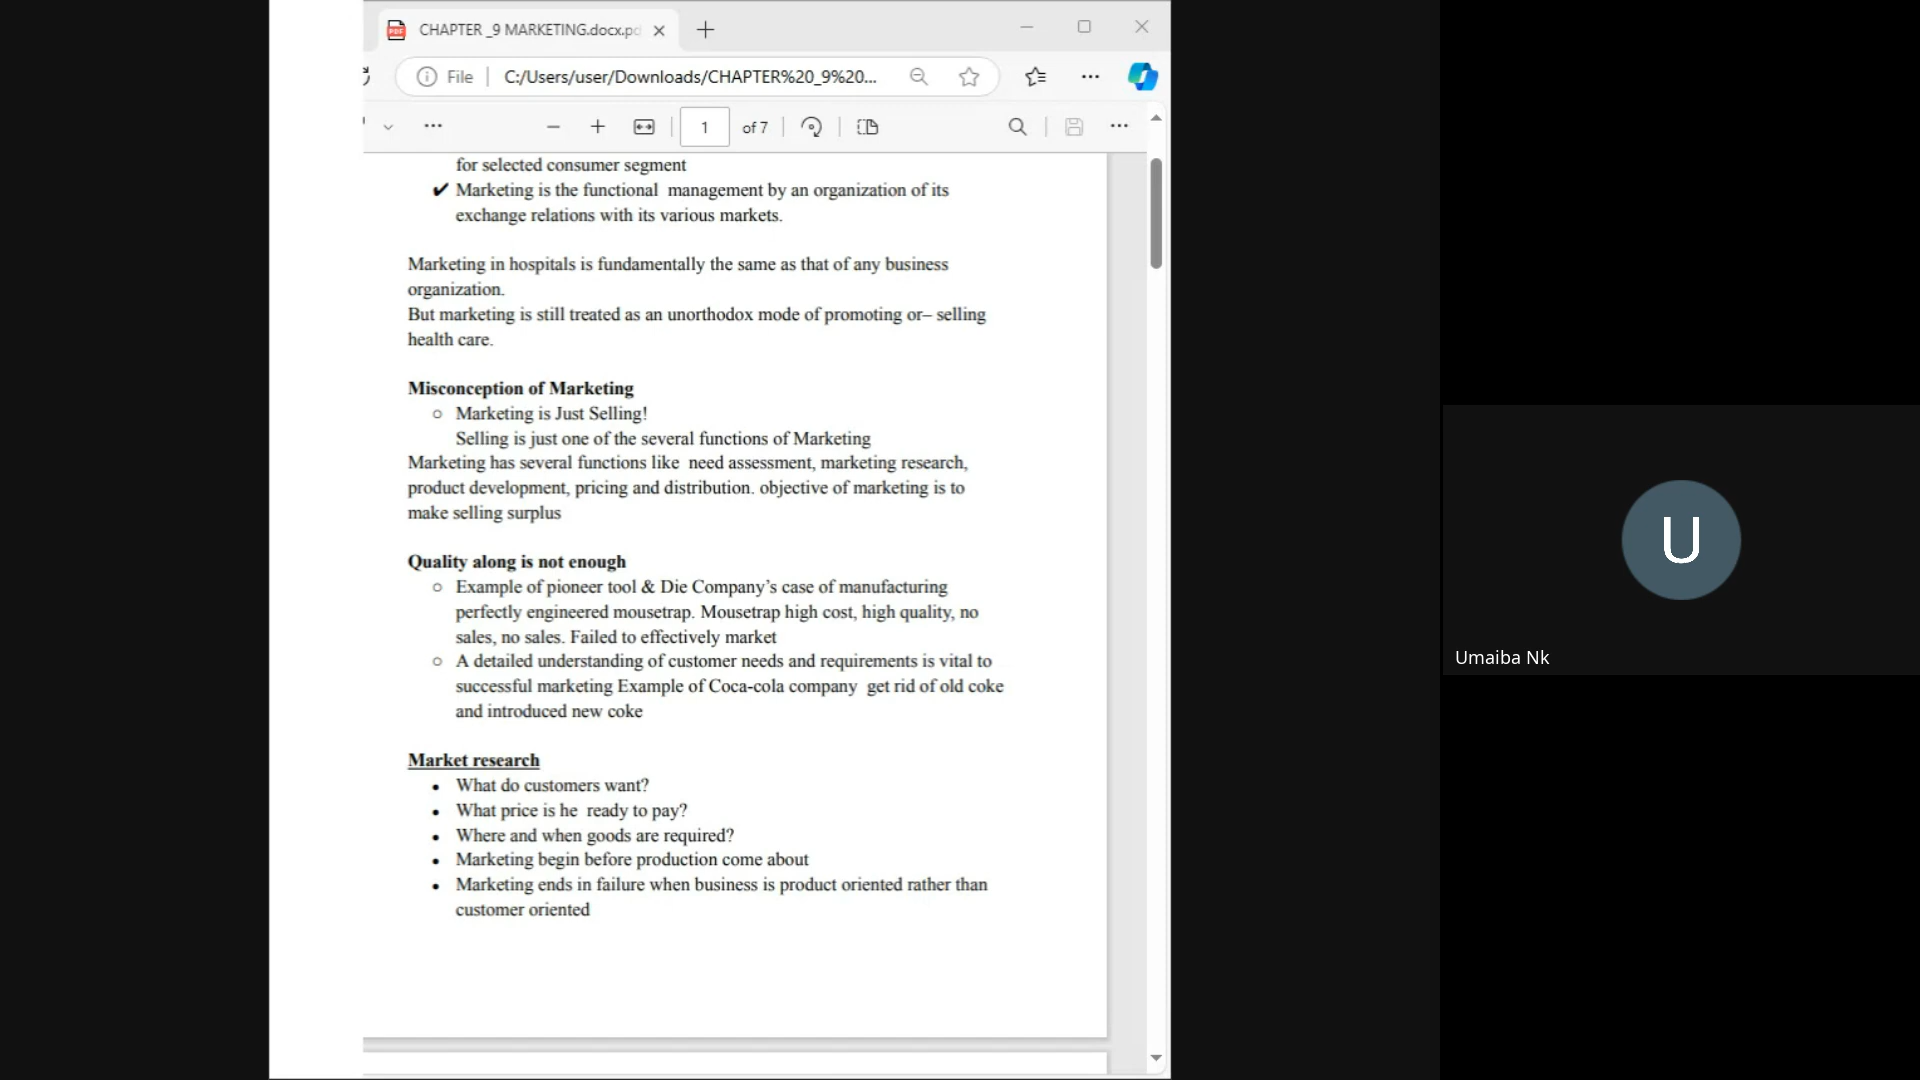 CHAPTER _9 MARKETING.docx.pd
File
C:/Users/user/Downloads/CHAPTER%20_9%20...
1 of 7
for selected consumer segment
✔ Marketing is the functional management by an organization of its
exchange relations with its various markets.
Marketing in hospitals is fundamentally the same as that of any business
organization.
But marketing is still treated as an unorthodox mode of promoting or– selling
health care.
Misconception of Marketing
○ Marketing is Just Selling!
Selling is just one of the several functions of Marketing
Marketing has several functions like need assessment, marketing research,
product development, pricing and distribution. objective of marketing is to
make selling surplus
Quality along is not enough
○ Example of pioneer tool & Die Company’s case of manufacturing
perfectly engineered mousetrap. Mousetrap high cost, high quality, no
sales, no sales. Failed to effectively market
○ A detailed understanding of customer needs and requirements is vital to
successful marketing Example of Coca-cola company get rid of old coke
and introduced new coke
Market research
• What do customers want?
• What price is he ready to pay?
• Where and when goods are required?
• Marketing begin before production come about
• Marketing ends in failure when business is product oriented rather than
customer oriented
U
Umaiba Nk